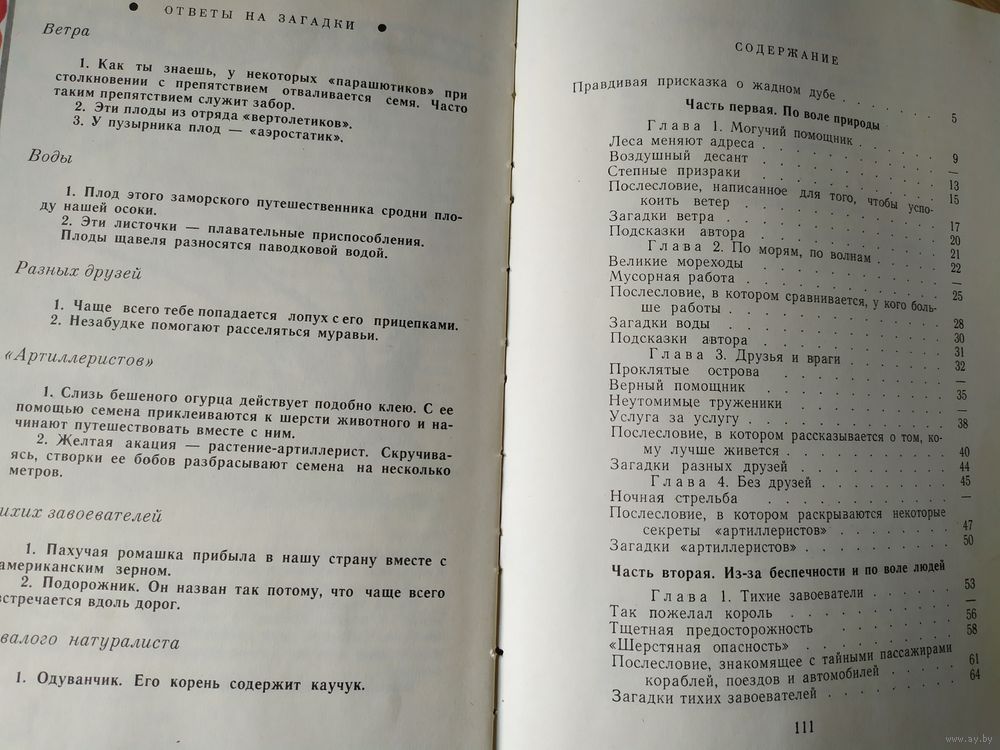 ОТВЕТЫ НА ЗАГАДКИ
Ветра
1. Как ты знаешь, у некоторых «парашютиков» при
столкновении с препятствием отваливается семя. Часто
таким препятствием служит забор.
2. Эти плоды из отряда «вертолетиков».
3. У пузырника плод — «аэростатик».
Воды
1. Плод этого заморского путешественника сродни пло-
ду нашей осоки.
2. Эти листочки — плавательные приспособления.
Плоды щавеля разносятся паводковой водой.
Разных друзей
1. Чаще всего тебе попадается лопух с его прицепками.
2. Незабудке помогают расселяться муравьи.
«Артиллеристов»
1. Слизь бешеного огурца действует подобно клею. С ее
помощью семена приклеиваются к шерсти животного и на-
чинают путешествовать вместе с ним.
2. Желтая акация — растение-артиллерист. Скручива-
ясь, створки ее бобов разбрасывают семена на несколько
метров.
ихих завоевателей
1. Пахучая ромашка прибыла в нашу страну вместе с
американским зерном.
2. Подорожник. Он назван так потому, что чаще всего
встречается вдоль дорог.
валого натуралиста
1. Одуванчик. Его корень содержит каучук.
СОДЕРЖАНИЕ
Правдивая присказка о жадном дубе . . . . . . 5
Часть первая. По воле природы
Глава 1. Могучий помощник . . . . . . 9
Леса меняют адреса . . . . . . —
Воздушный десант . . . . . . 13
Степные призраки . . . . . . 15
Послесловие, написанное для того, чтобы успо-
коить ветер . . . . . . 17
Загадки ветра . . . . . . 20
Подсказки автора . . . . . . 21
Глава 2. По морям, по волнам . . . . . . 22
Великие мореходы . . . . . . —
Мусорная работа . . . . . . 25
Послесловие, в котором сравнивается, у кого боль-
ше работы . . . . . . 28
Загадки воды . . . . . . 30
Подсказки автора . . . . . . 31
Глава 3. Друзья и враги . . . . . . 32
Проклятые острова . . . . . . —
Верный помощник . . . . . . 35
Неутомимые труженики . . . . . . —
Услуга за услугу . . . . . . 38
Послесловие, в котором рассказывается о том, ко-
му лучше живется . . . . . . 40
Загадки разных друзей . . . . . . 44
Глава 4. Без друзей . . . . . . 45
Ночная стрельба . . . . . . —
Послесловие, в котором раскрываются некоторые
секреты «артиллеристов» . . . . . . 47
Загадки «артиллеристов» . . . . . . 50
Часть вторая. Из-за беспечности и по воле людей
Глава 1. Тихие завоеватели . . . . . . 53
Так пожелал король . . . . . . —
Тщетная предосторожность . . . . . . 56
«Шерстяная опасность» . . . . . . 58
Послесловие, знакомящее с тайными пассажирами
кораблей, поездов и автомобилей . . . . . . 61
Загадки тихих завоевателей . . . . . . 64
111
www.ay.by